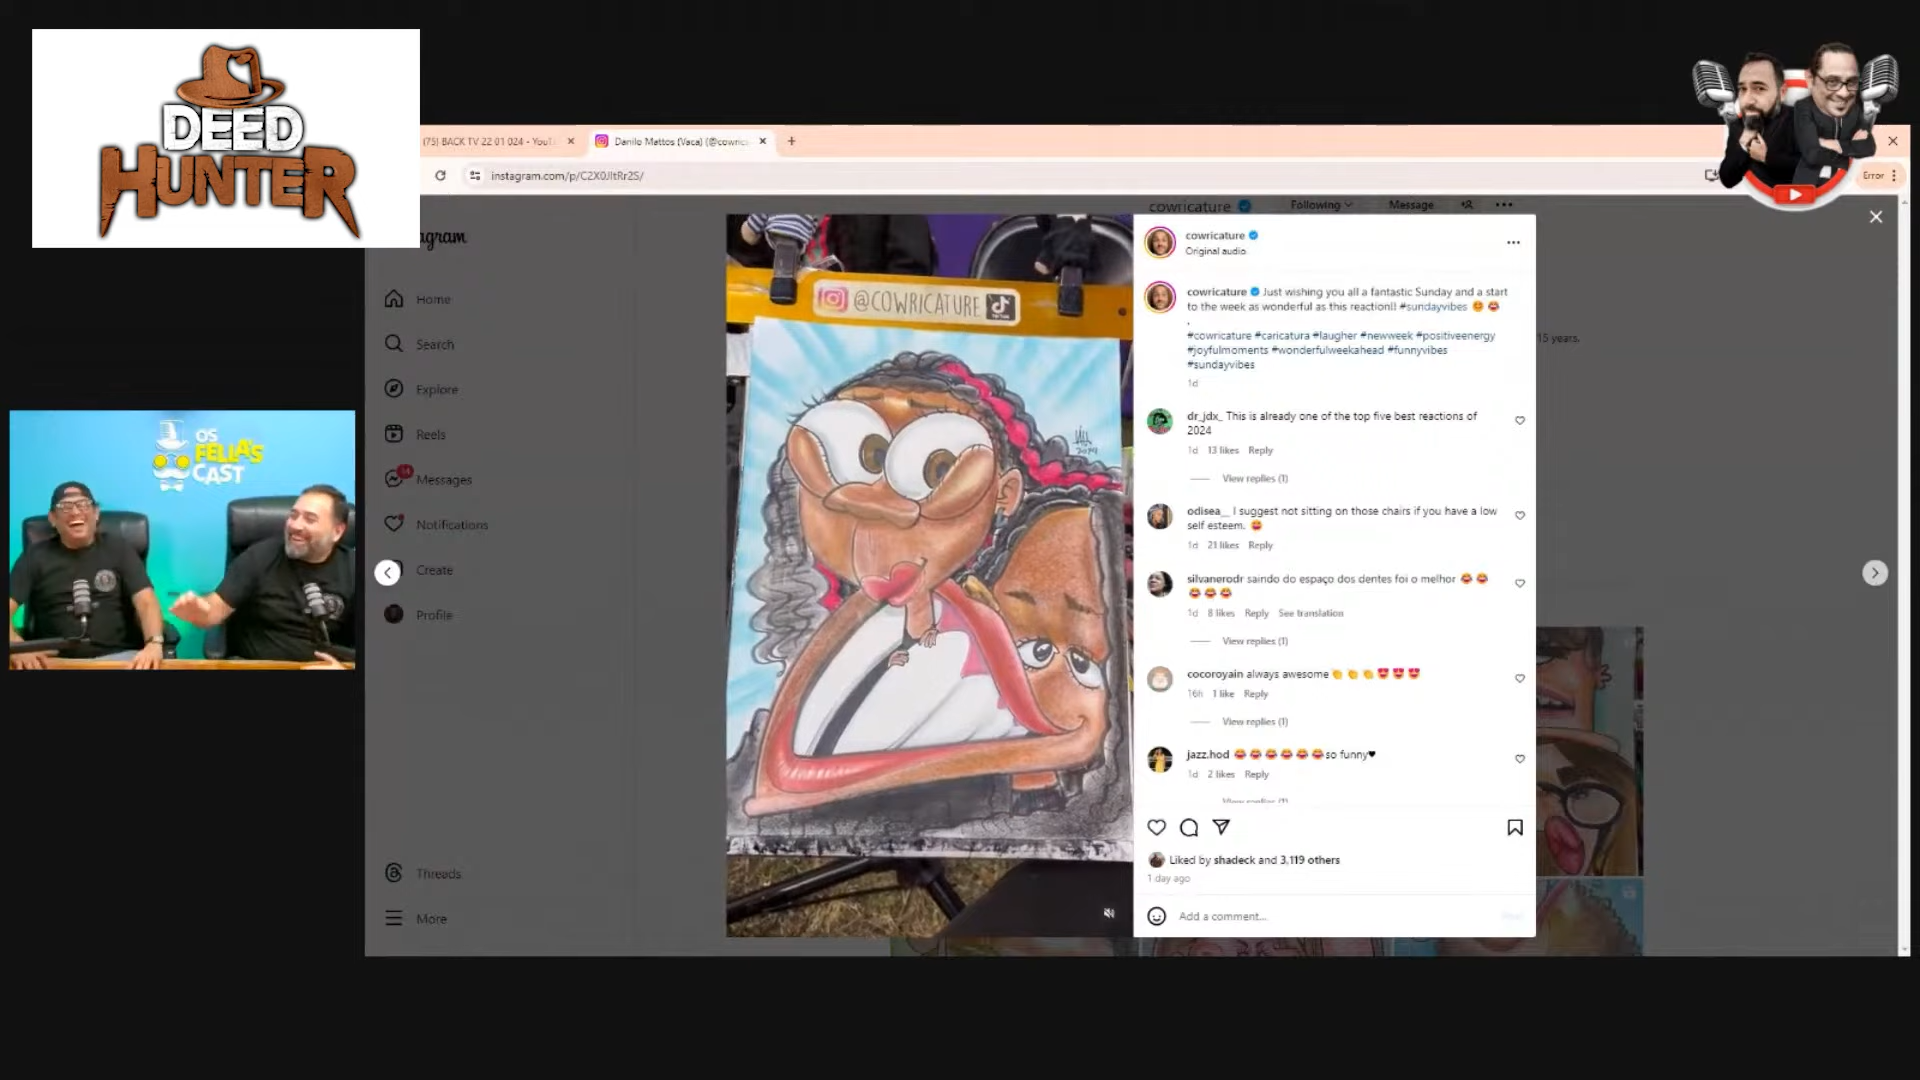 DEED
HUNTER
(75) BACK TV 22 01 024 - YouT
Danilo Mattos (Vaca) (@cowrica
instagram.com/p/C2X0JltRr2S/
Error
agram
Home
Search
Explore
Reels
14
Messages
Notifications
Create
Profile
Threads
More
OS
FELLA'S
CAST
cowricature
Following
Message
15 years.
@COWRICATURE
2019
cowricature
Original audio
cowricature Just wishing you all a fantastic Sunday and a start
to the week as wonderful as this reaction!! #sundayvibes 😊 😂
.
#cowricature #caricatura #laugher #newweek #positiveenergy
#joyfulmoments #wonderfulweekahead #funnyvibes
#sundayvibes
1d
dr_jdx_ This is already one of the top five best reactions of
2024
1d 13 likes Reply
View replies (1)
odisea__ I suggest not sitting on those chairs if you have a low
self esteem. 😂
1d 21 likes Reply
silvanerodr saindo do espaço dos dentes foi o melhor 😂 😂
😂 😂 😂
1d 8 likes Reply See translation
View replies (1)
cocoroyain always awesome 👏 👏 👏 😍 😍 😍
16h 1 like Reply
View replies (1)
jazz.hod 😂 😂 😂 😂 😂 😂so funny♥
1d 2 likes Reply
View replies (1)
Liked by shadeck and 3,119 others
1 day ago
Add a comment...
Post